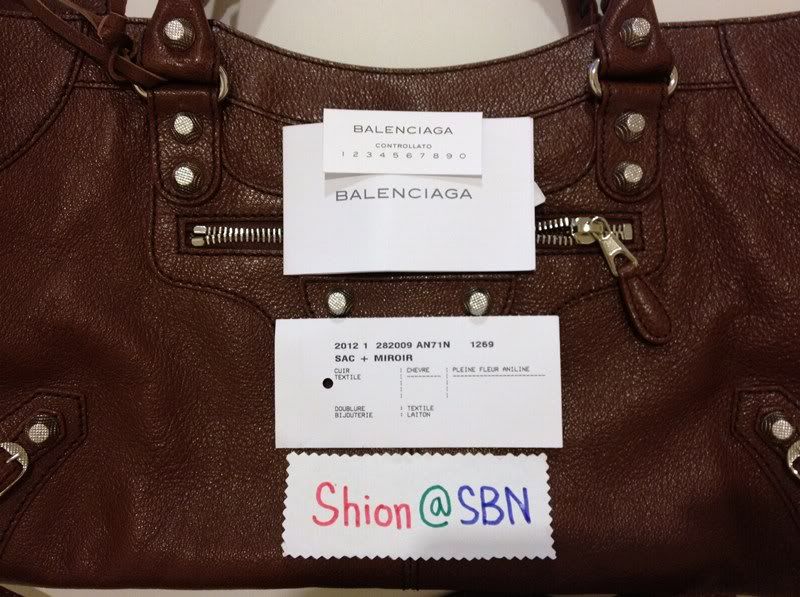 BALENCIAGA
CONTROLLATO
1 2 3 4 5 6 7 8 9 0
BALENCIAGA
2012 1 282009 AN71N 1269
SAC + MIROIR
CUIR : CHEVRE : PLEINE FLEUR ANILINE
TEXTILE
DOUBLURE : TEXTILE
BIJOUTERIE : LAITON
Shion@SBN